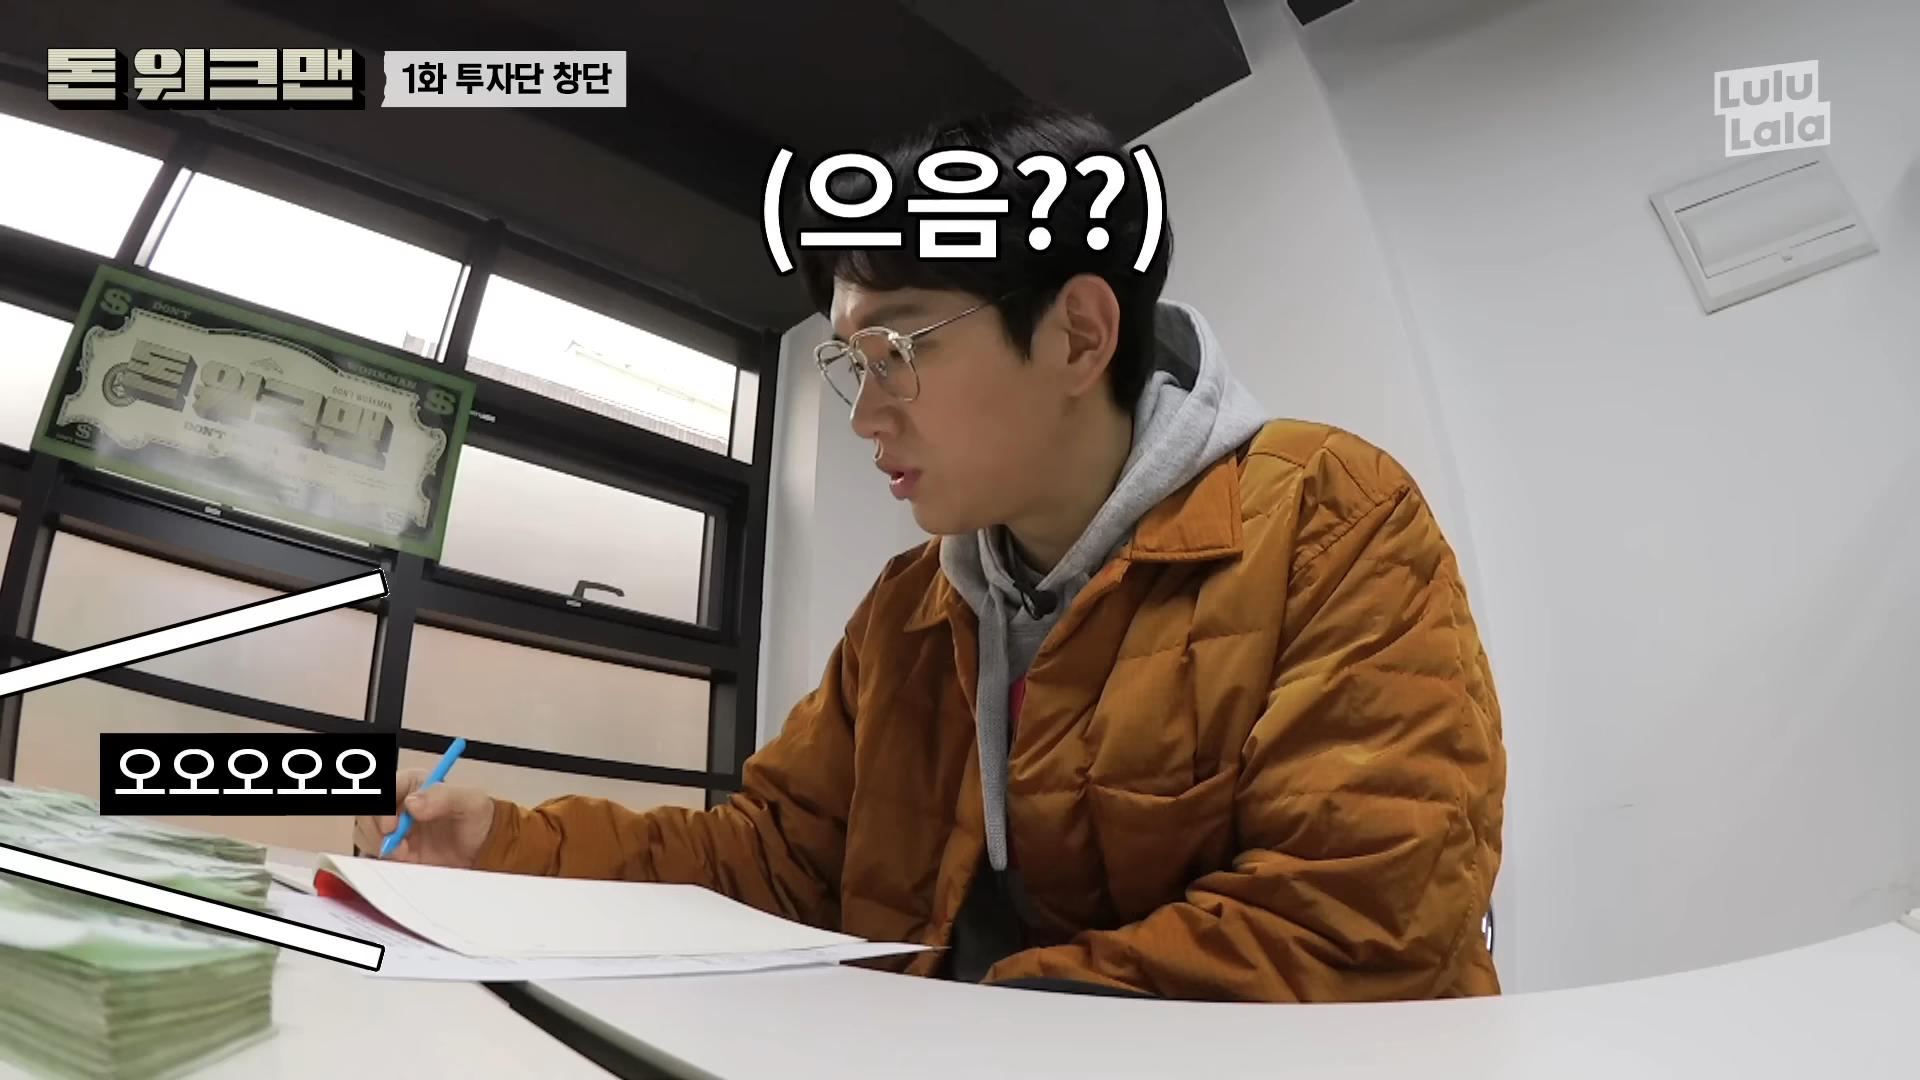 돈 워크맨
1화 투자단 창단
Lulu
Lala
(으음??)
$ DON'T
WORKMAN $
DON'T WORKMAN
돈 워크맨
DON'T
$
오오오오오